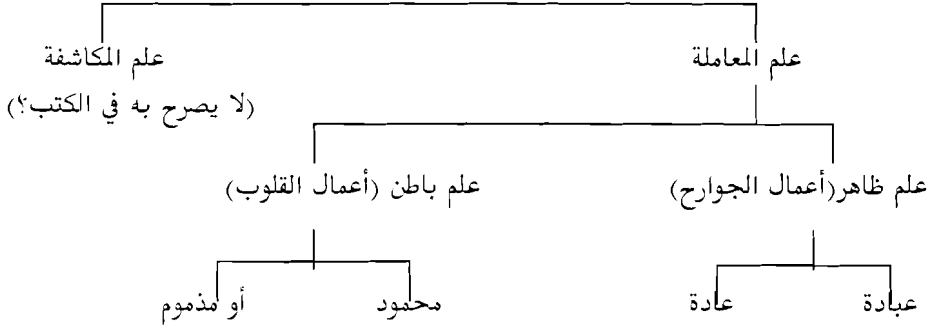 علم المعاملة علم المكاشفة
(لا يصرح به في الكتب؟)
علم ظاهر(أعمال الجوارح) علم باطن (أعمال القلوب)
عبادة عادة محمود أو مذموم